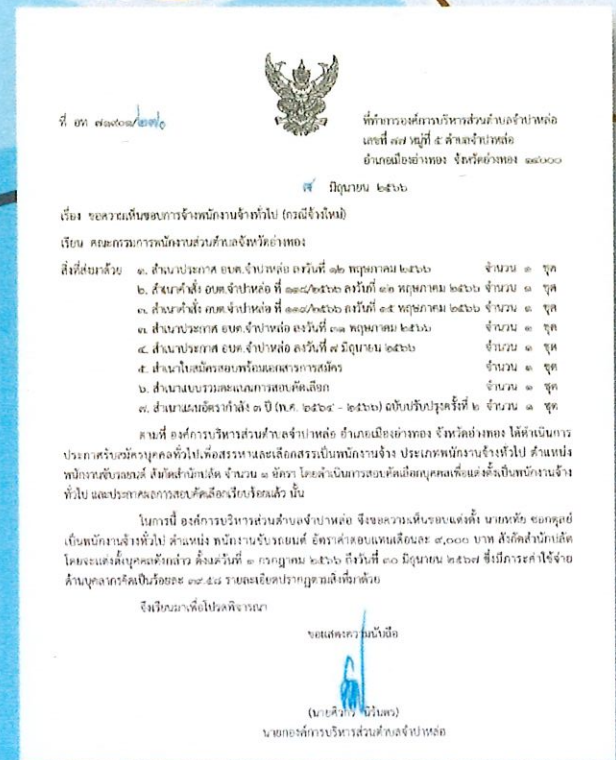 ที่ อท ๗๑๙๐๑/
ที่ทำการองค์การบริหารส่วนตำบลจำปาหล่อ
เลขที่ ๗๗ หมู่ที่ ๕ ตำบลจำปาหล่อ
อำเภอเมืองอ่างทอง จังหวัดอ่างทอง ๑๔๐๐๐
๗ มิถุนายน ๒๕๖๖
เรื่อง ขอความเห็นชอบการจ้างพนักงานจ้างทั่วไป (กรณีจ้างใหม่)
เรียน คณะกรรมการพนักงานส่วนตำบลจังหวัดอ่างทอง
สิ่งที่ส่งมาด้วย ๑. สำเนาประกาศ อบต.จำปาหล่อ ลงวันที่ ๑๒ พฤษภาคม ๒๕๖๖ จำนวน ๑ ชุด
๒. สำเนาคำสั่ง อบต.จำปาหล่อ ที่ ๑๑๘/๒๕๖๖ ลงวันที่ ๑๒ พฤษภาคม ๒๕๖๖ จำนวน ๑ ชุด
๓. สำเนาคำสั่ง อบต.จำปาหล่อ ที่ /๒๕๖๖ ลงวันที่ ๑๕ พฤษภาคม ๒๕๖๖ จำนวน ๑ ชุด
๓. สำเนาประกาศ อบต.จำปาหล่อ ลงวันที่ ๓๑ พฤษภาคม ๒๕๖๖ จำนวน ๑ ชุด
๔. สำเนาประกาศ อบต.จำปาหล่อ ลงวันที่ ๗ มิถุนายน ๒๕๖๖ จำนวน ๑ ชุด
๕. สำเนาใบสมัครสอบพร้อมเอกสารการสมัคร จำนวน ๑ ชุด
๖. สำเนาแบบรวมคะแนนการสอบคัดเลือก จำนวน ๑ ชุด
๗. สำเนาแผนอัตรากำลัง ๓ ปี (พ.ศ. ๒๕๖๔ - ๒๕๖๖) ฉบับปรับปรุงครั้งที่ ๒ จำนวน ๑ ชุด
ตามที่ องค์การบริหารส่วนตำบลจำปาหล่อ อำเภอเมืองอ่างทอง จังหวัดอ่างทอง ได้ดำเนินการ
ประกาศรับสมัครบุคคลทั่วไปเพื่อสรรหาและเลือกสรรเป็นพนักงานจ้าง ประเภทพนักงานจ้างทั่วไป ตำแหน่ง
พนักงานขับรถยนต์ สังกัดสำนักปลัด จำนวน ๑ อัตรา โดยดำเนินการสอบคัดเลือกบุคคลเพื่อแต่งตั้งเป็นพนักงานจ้าง
ทั่วไป และประกาศผลการสอบคัดเลือกเรียบร้อยแล้ว นั้น
ในการนี้ องค์การบริหารส่วนตำบลจำปาหล่อ จึงขอความเห็นชอบแต่งตั้ง นายหทัย
เป็นพนักงานจ้างทั่วไป ตำแหน่ง พนักงานขับรถยนต์ อัตราค่าตอบแทนเดือนละ ๙,๐๐๐ บาท สังกัดสำนักปลัด
โดยจะแต่งตั้งบุคคลดังกล่าว ตั้งแต่วันที่ ๑ กรกฎาคม ๒๕๖๖ ถึงวันที่ ๓๐ มิถุนายน ๒๕๖๗ ซึ่งมีภาระค่าใช้จ่าย
ด้านบุคลากรคิดเป็นร้อยละ ๓๙.๕๘ รายละเอียดปรากฏตามสิ่งที่มาด้วย
จึงเรียนมาเพื่อโปรดพิจารณา
ขอแสดงความนับถือ
นายกองค์การบริหารส่วนตำบลจำปาหล่อ